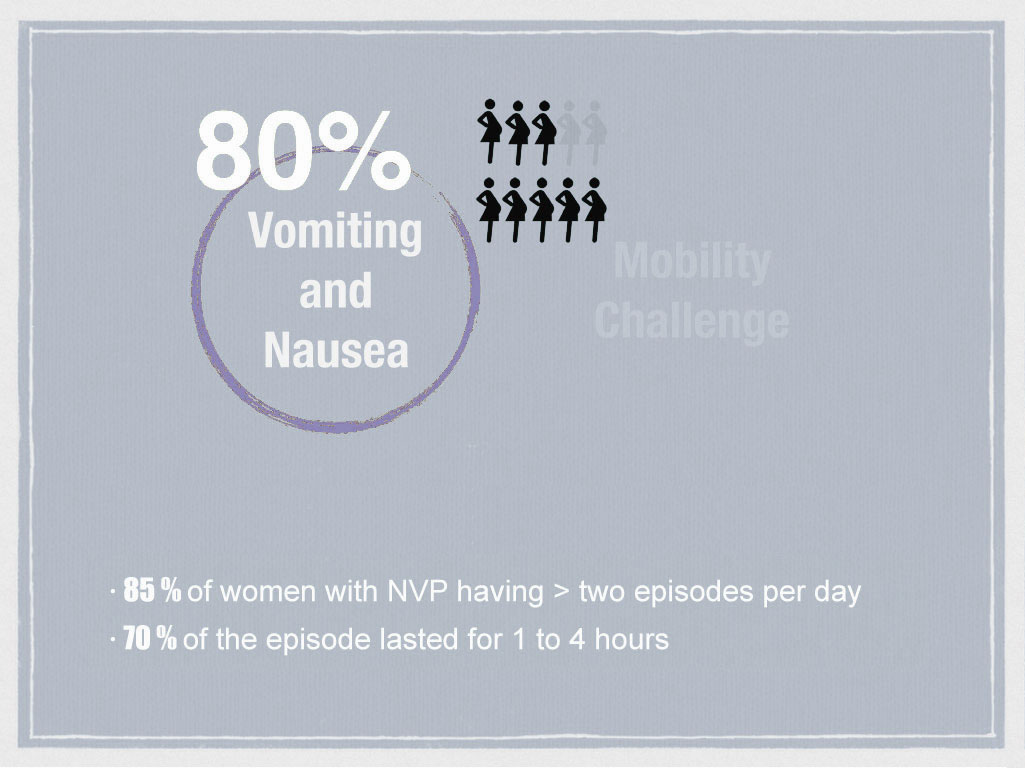 80%
Vomiting
and
Nausea
Mobility
Challenge
· 85 % of women with NVP having > two episodes per day
· 70 % of the episode lasted for 1 to 4 hours